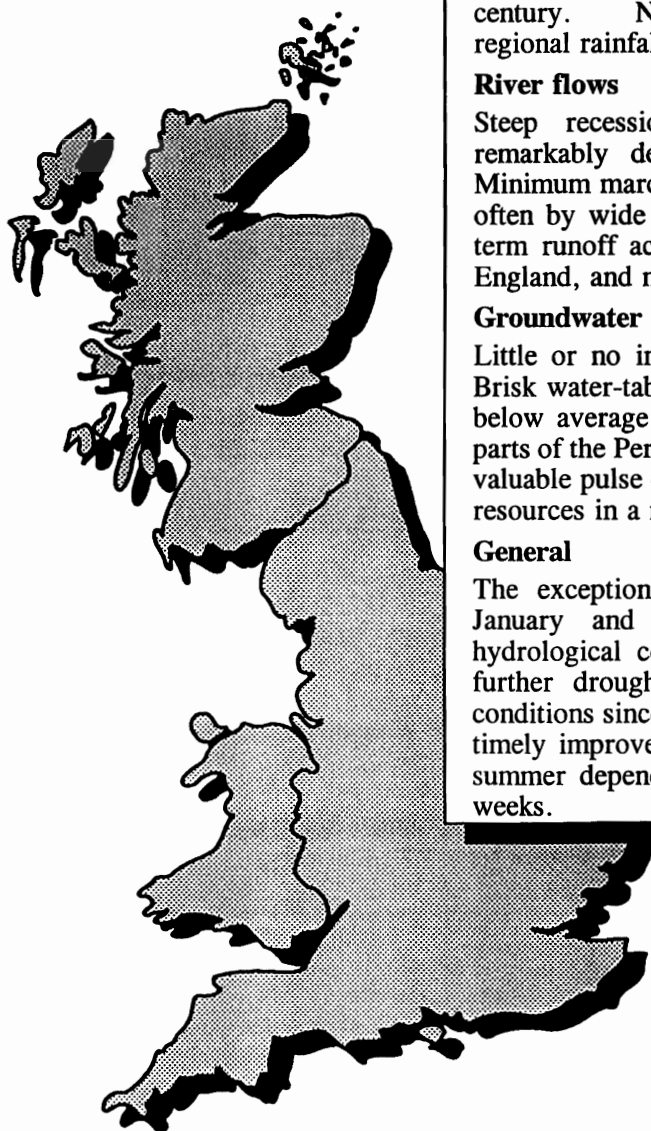 century. N
regional rainfal
River flows
Steep recessio
remarkably de
Minimum marc
often by wide
term runoff ac
England, and n
Groundwater
Little or no in
Brisk water-tab
below average
parts of the Per
valuable pulse
resources in a
General
The exception
January and
hydrological co
further drough
conditions since
timely improve
summer depend
weeks.